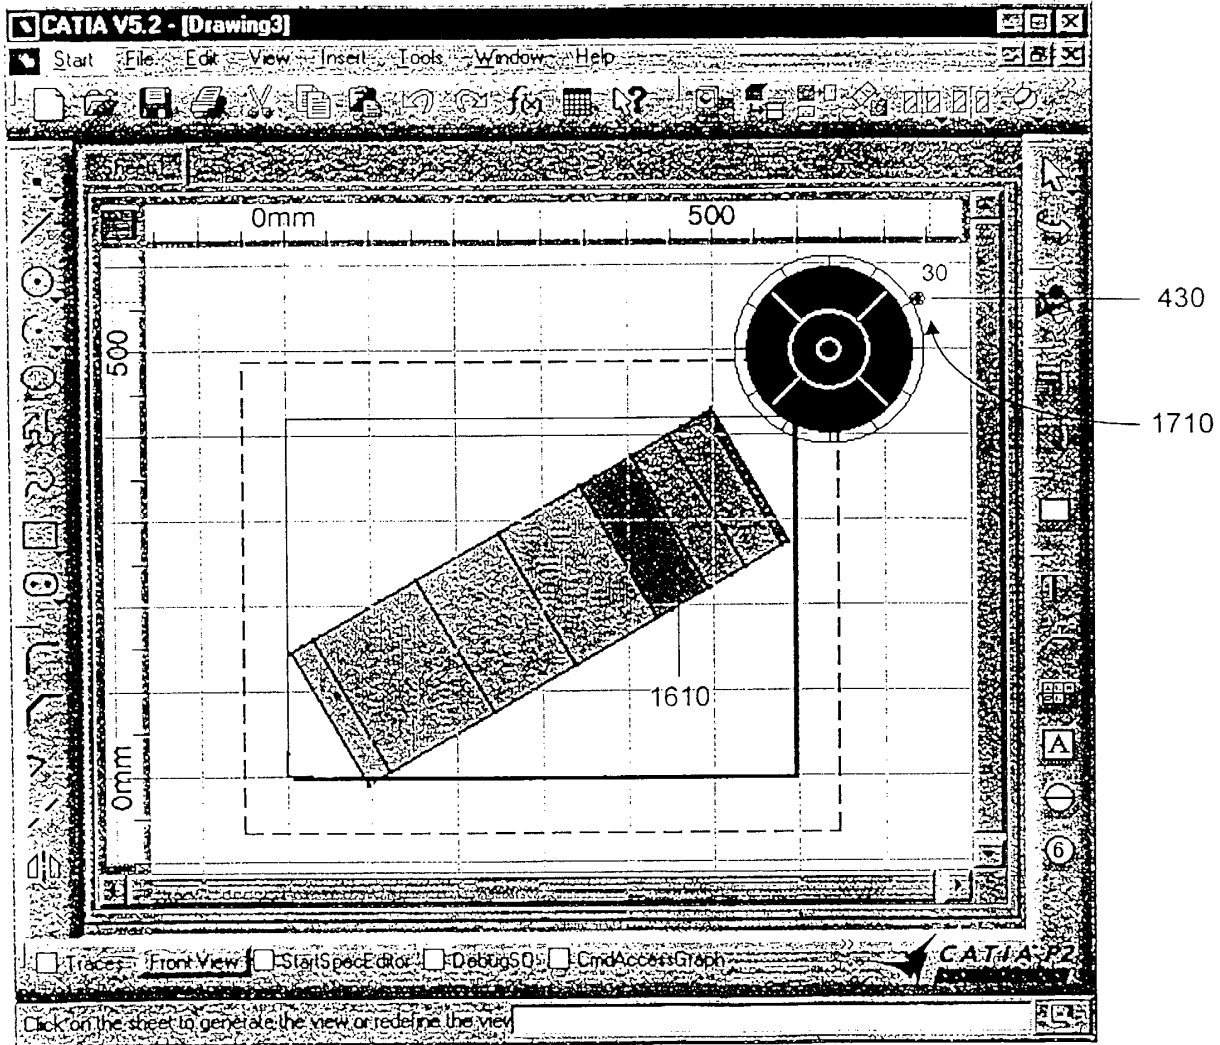 CATIA V5.2 - [Drawing3]
Start File Edit View Insert Tools Window Help
f(x)
?
0mm 500
30
430
500
1710
1610
0mm
T
A
6
Traces Front View StartSpecEditor DebugSD CmdAccessGraph
CATIA P2
Click on the sheet to generate the view or redefine the view